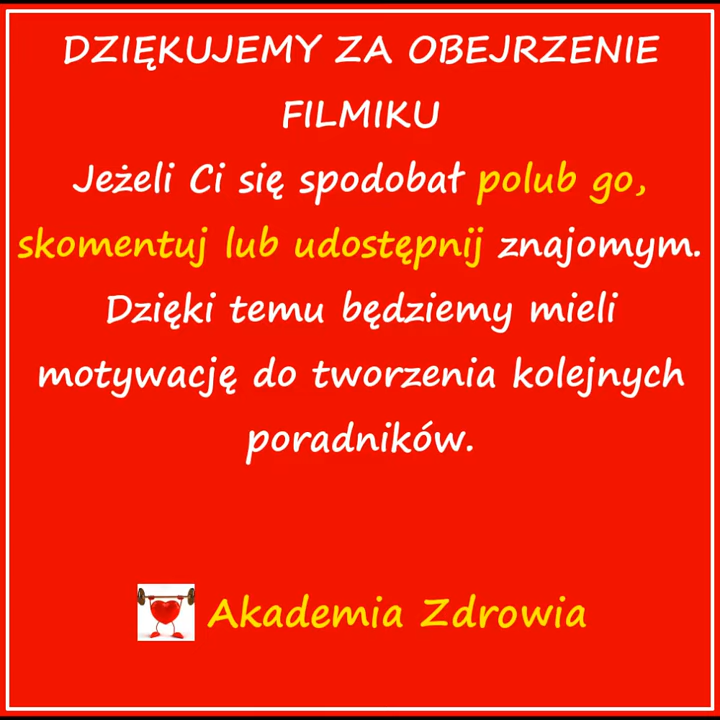 DZIĘKUJEMY ZA OBEJRZENIE
FILMIKU
Jeżeli Ci się spodobał polub go,
skomentuj lub udostępnij znajomym.
Dzięki temu będziemy mieli
motywację do tworzenia kolejnych
poradników.
Akademia Zdrowia